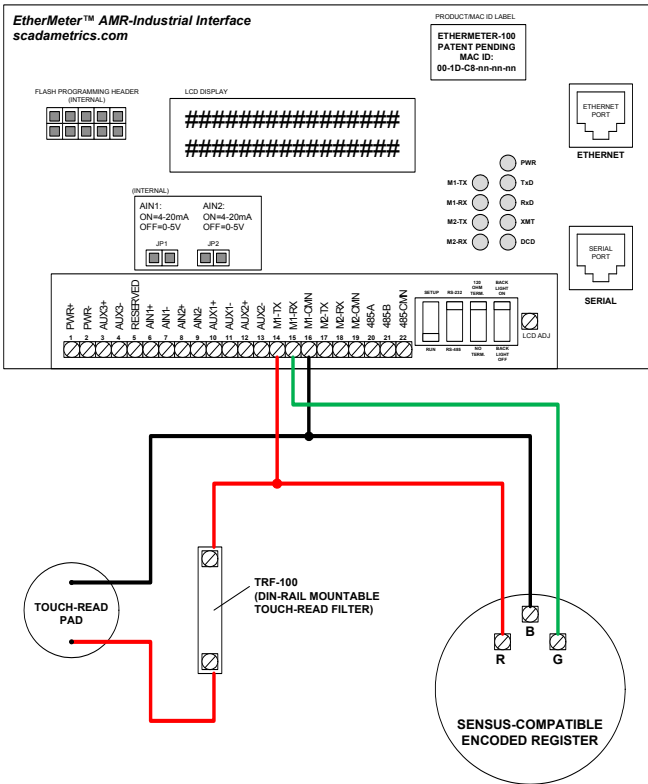 EtherMeter™ AMR-Industrial Interface
scadametrics.com
PRODUCT/MAC ID LABEL
ETHERMETER-100
PATENT PENDING
MAC ID:
00-1D-C8-nn-nn-nn
FLASH PROGRAMMING HEADER
(INTERNAL)
LCD DISPLAY
####################
####################
ETHERNET
PORT
ETHERNET
PWR
M1-TX TxD
M1-RX RxD
M2-TX XMT
M2-RX DCD
(INTERNAL)
AIN1:
ON=4-20mA
OFF=0-5V
JP1
AIN2:
ON=4-20mA
OFF=0-5V
JP2
SERIAL
PORT
SERIAL
PWR+
PWR-
AUX3+
AUX3-
RESERVED
AIN1+
AIN1-
AIN2+
AIN2-
AUX1+
AUX1-
AUX2+
AUX2-
M1-TX
M1-RX
M1-CMN
M2-TX
M2-RX
M2-CMN
485-A
485-B
485-CMN
1 2 3 4 5 6 7 8 9 10 11 12 13 14 15 16 17 18 19 20 21 22
SETUP
RUN
RS-232
RS-485
120
OHM
TERM.
NO
TERM.
BACK
LIGHT
ON
BACK
LIGHT
OFF
LCD ADJ
TOUCH-READ
PAD
TRF-100
(DIN-RAIL MOUNTABLE
TOUCH-READ FILTER)
R B G
SENSUS-COMPATIBLE
ENCODED REGISTER